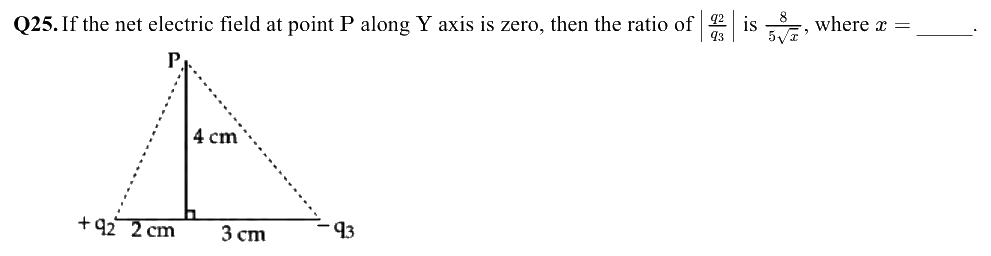 Q25. If the net electric field at point P along Y axis is zero, then the ratio of |q2/q3| is 8/(5√x), where x = _____.
P
4 cm
+q2 2 cm 3 cm −q3